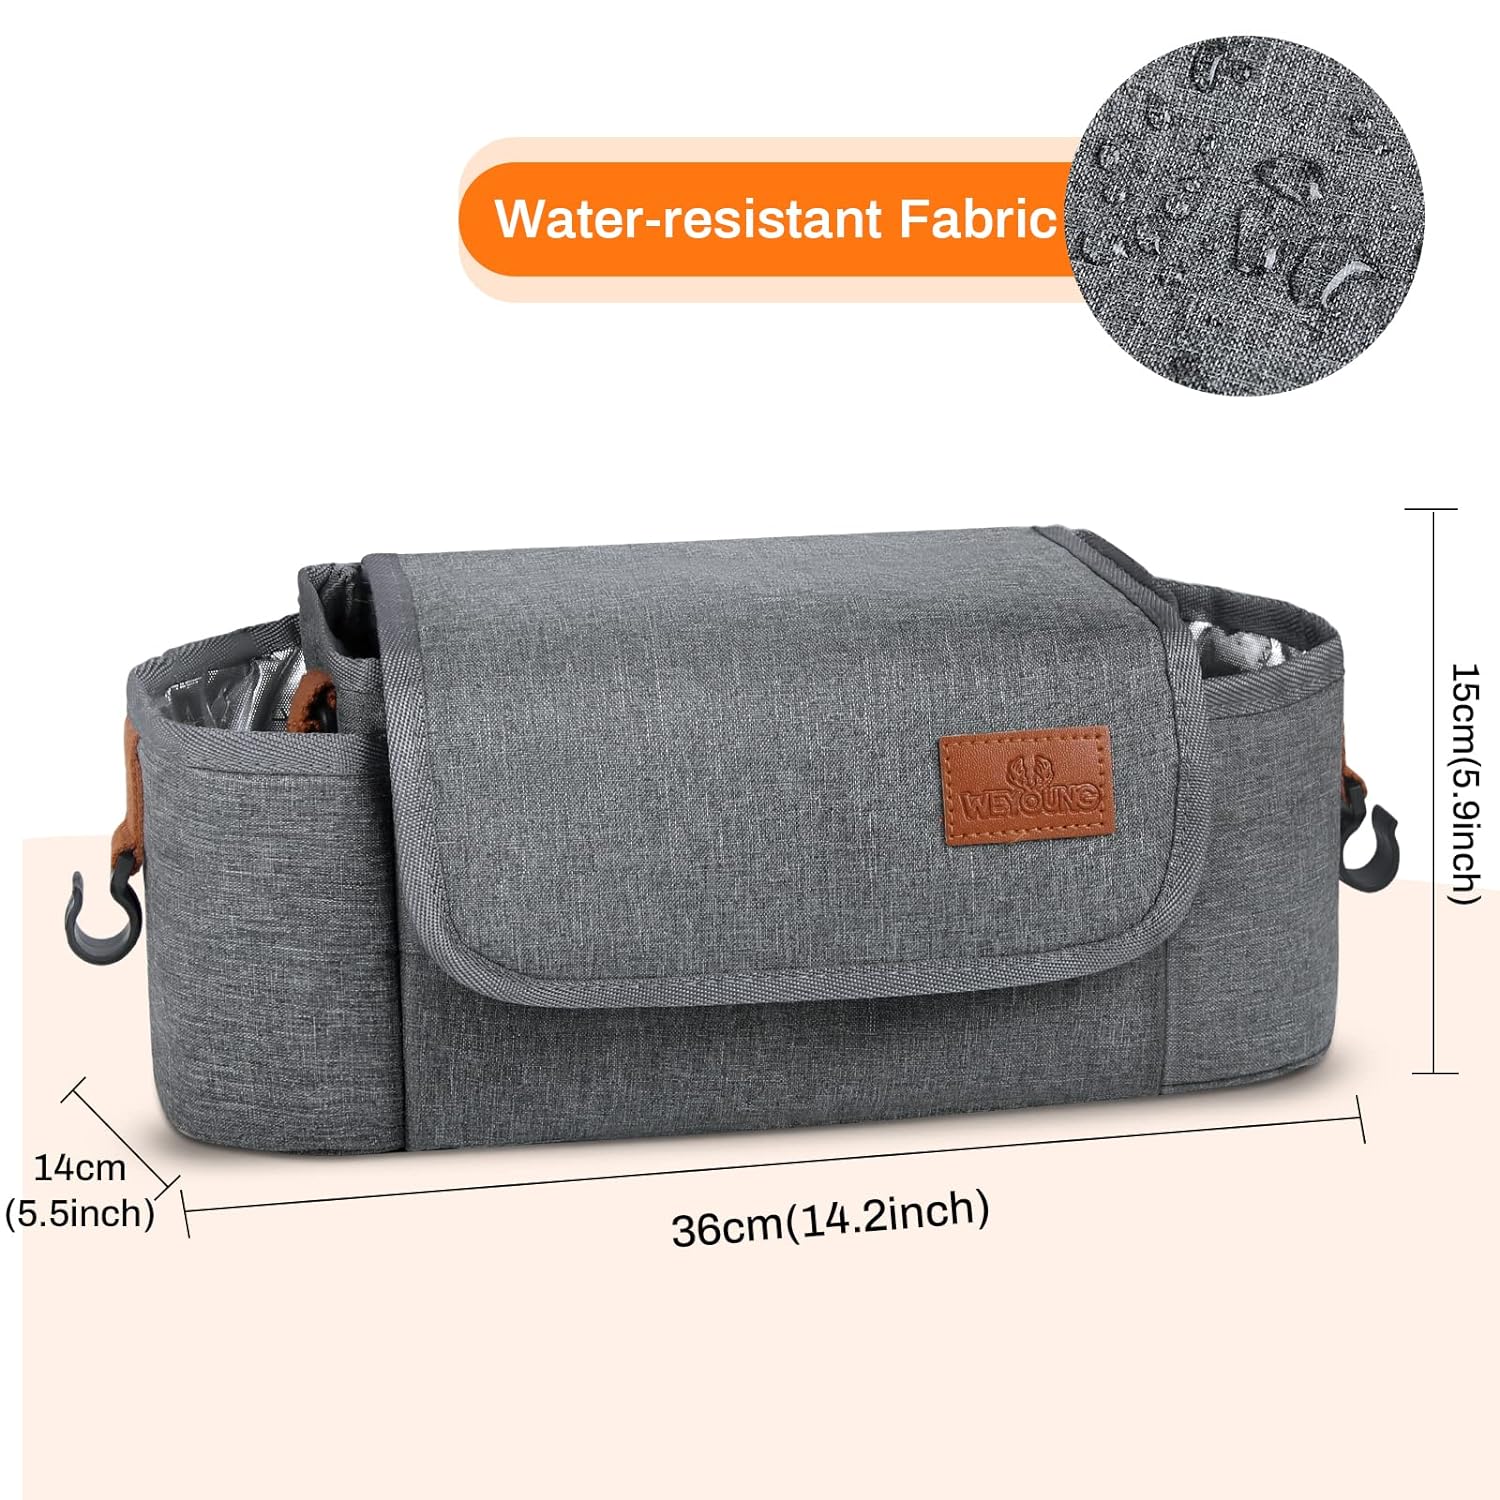 Water-resistant Fabric
WEYOUNG
15cm(5.9inch)
14cm
(5.5inch)
36cm(14.2inch)